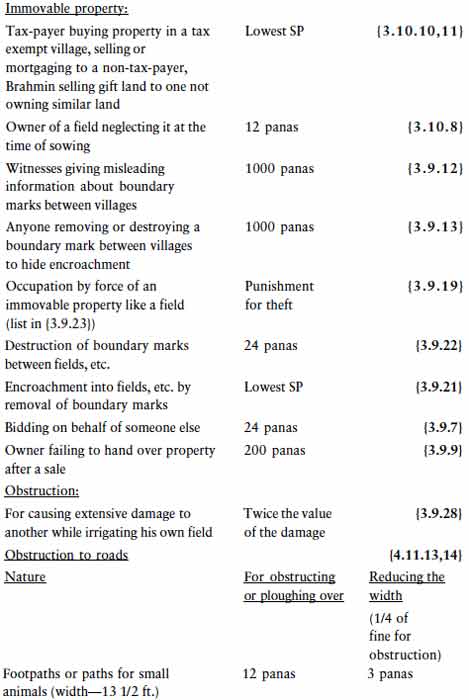 Immovable property:
Tax-payer buying property in a tax Lowest SP {3.10.10,11}
exempt village, selling or
mortgaging to a non-tax-payer,
Brahmin selling gift land to one not
owning similar land
Owner of a field neglecting it at the 12 panas {3.10.8}
time of sowing
Witnesses giving misleading 1000 panas {3.9.12}
information about boundary
marks between villages
Anyone removing or destroying a 1000 panas {3.9.13}
boundary mark between villages
to hide encroachment
Occupation by force of an Punishment {3.9.19}
immovable property like a field for theft
(list in {3.9.23})
Destruction of boundary marks 24 panas {3.9.22}
between fields, etc.
Encroachment into fields, etc. by Lowest SP {3.9.21}
removal of boundary marks
Bidding on behalf of someone else 24 panas {3.9.7}
Owner failing to hand over property 200 panas {3.9.9}
after a sale
Obstruction:
For causing extensive damage to Twice the value {3.9.28}
another while irrigating his own field of the damage
Obstruction to roads {4.11.13,14}
Nature For obstructing Reducing the
or ploughing over width
(1/4 of
fine for
obstruction)
Footpaths or paths for small 12 panas 3 panas
animals (width—13 1/2 ft.)